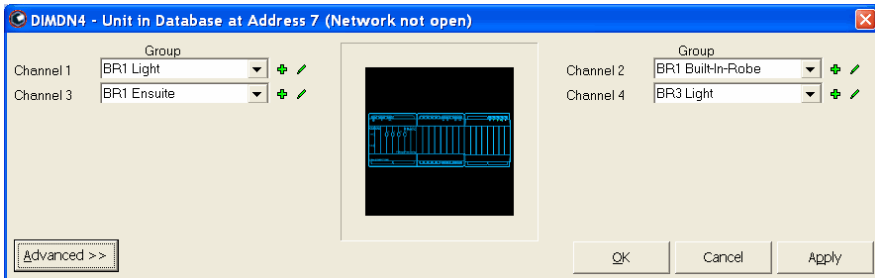 DIMDN4 - Unit in Database at Address 7 (Network not open)
Group
Channel 1 BR1 Light
Channel 3 BR1 Ensuite
Group
Channel 2 BR1 Built-In-Robe
Channel 4 BR3 Light
Advanced >>
OK Cancel Apply